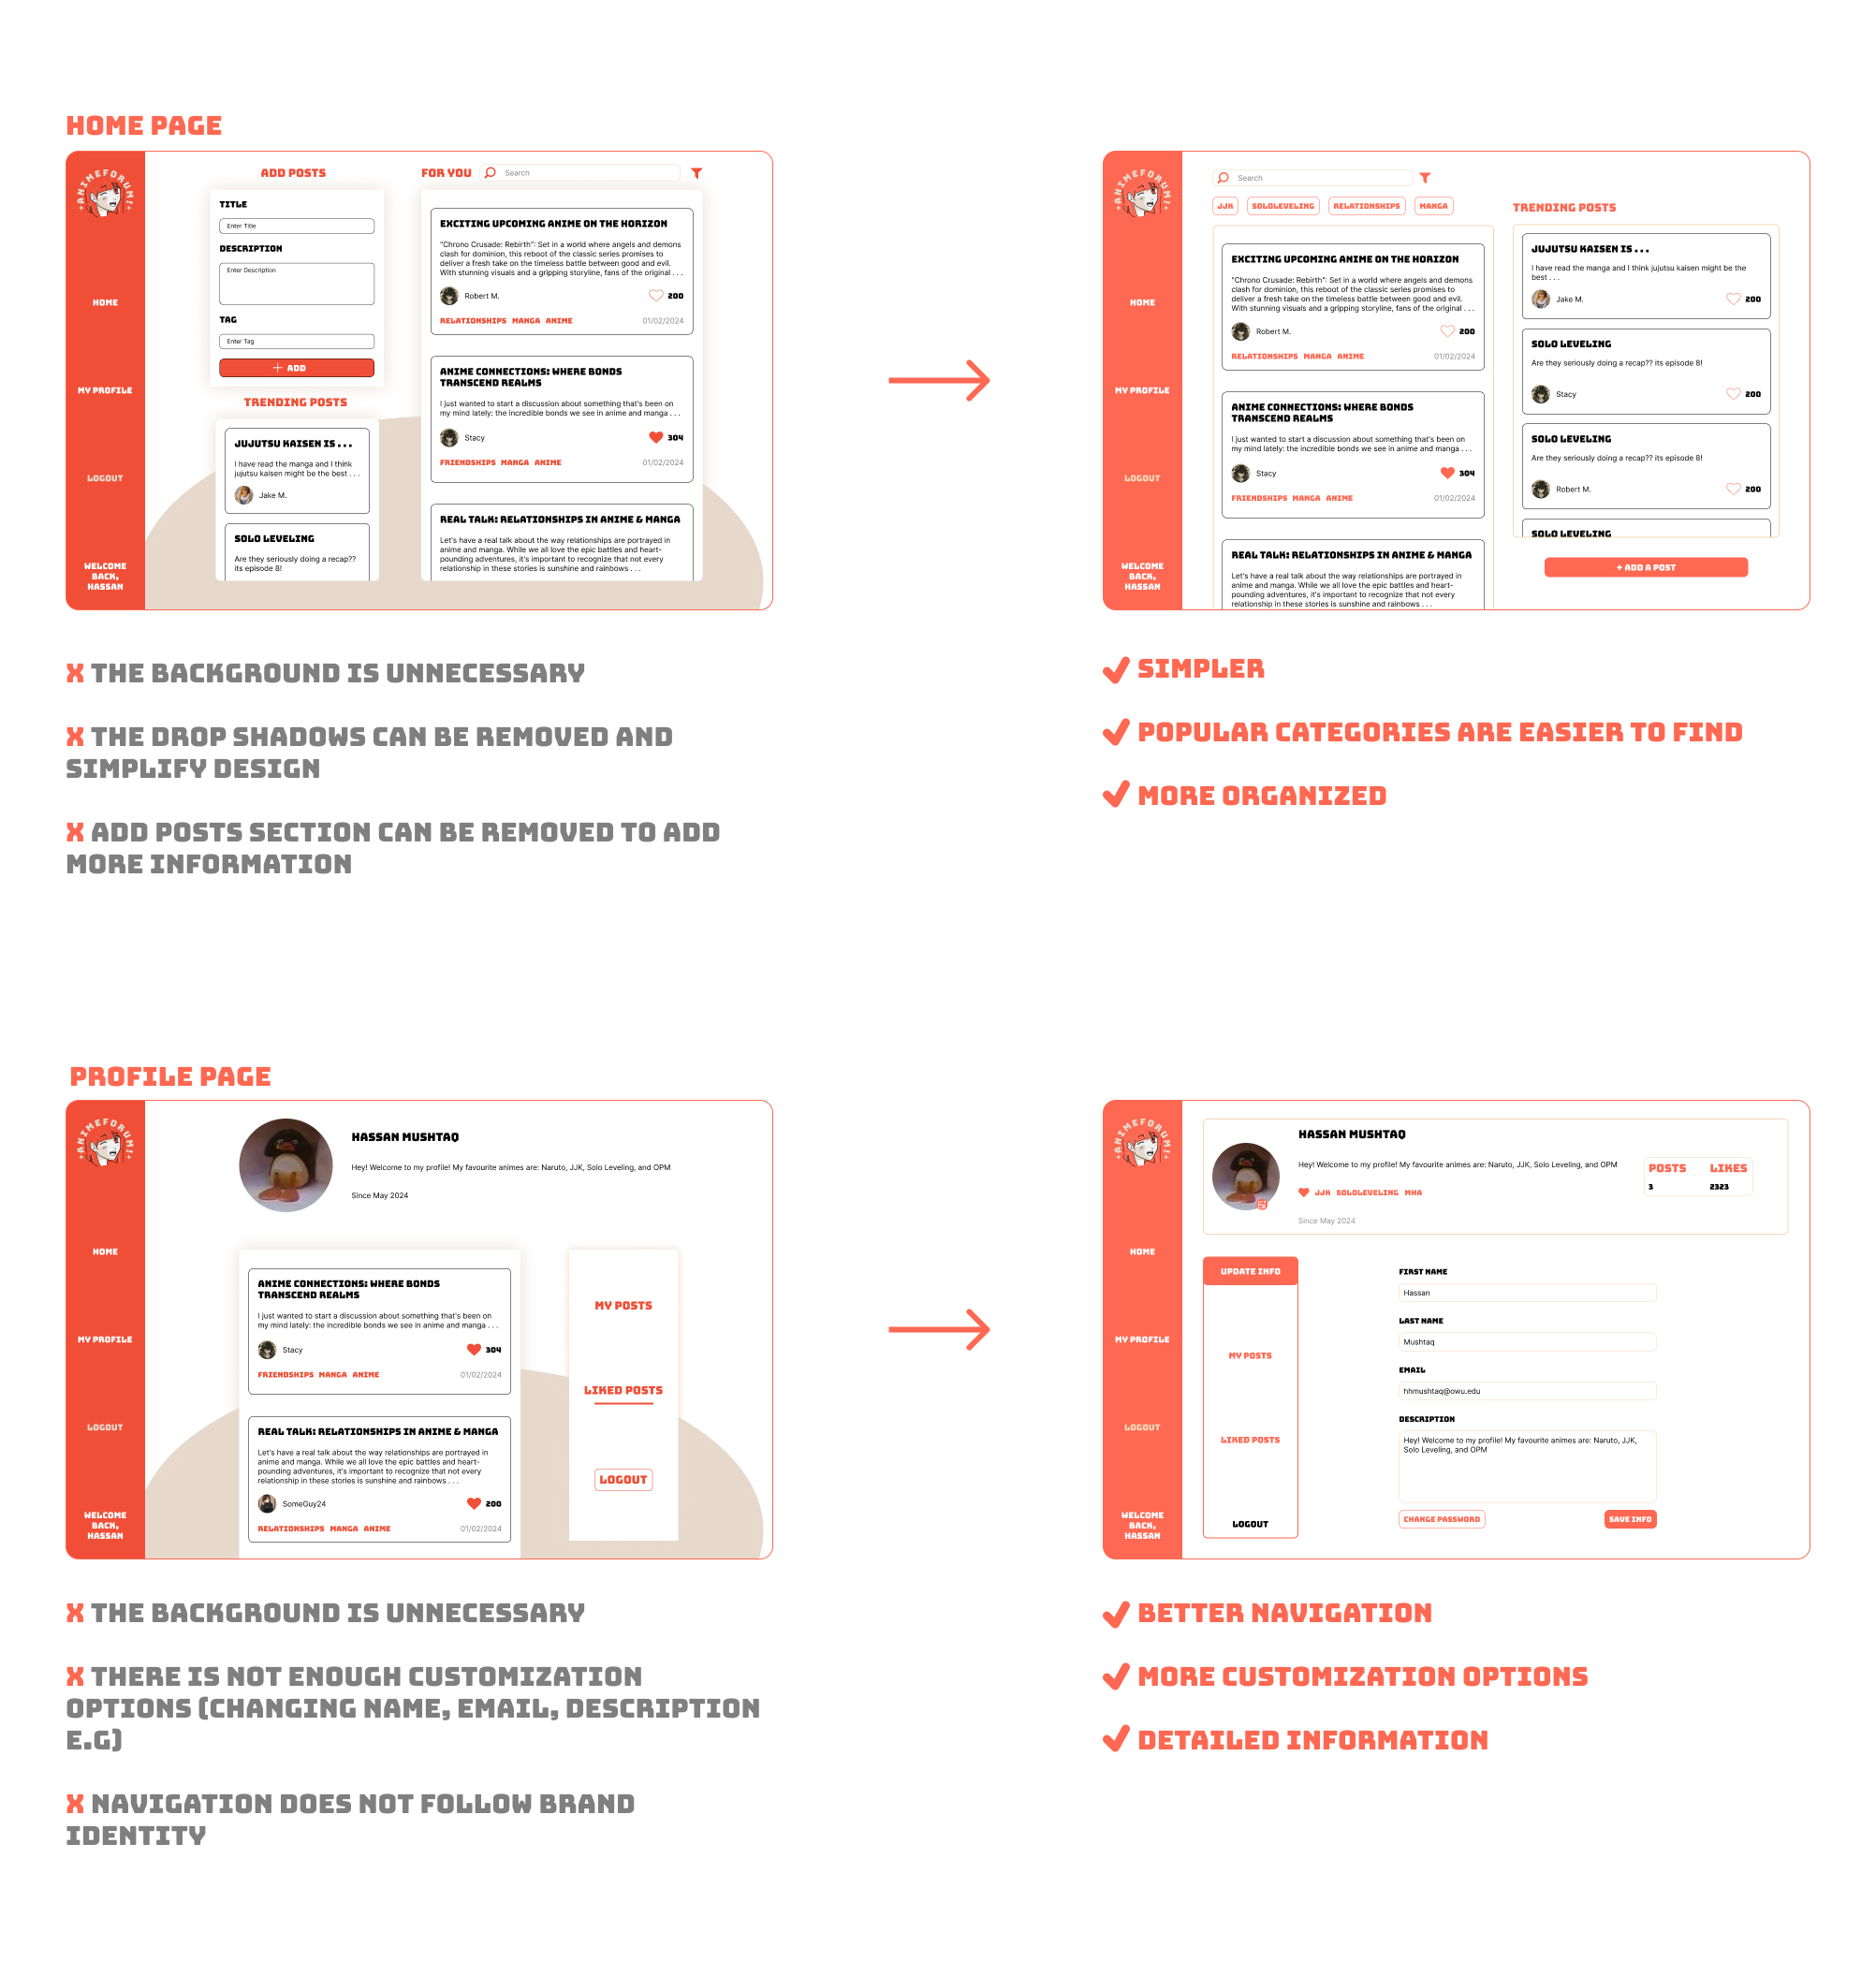 HOME PAGE
ANIMEFORUM!
HOME
MY PROFILE
LOGOUT
WELCOME
BACK,
HASSAN
ADD POSTS
TITLE
Enter Title
DESCRIPTION
Enter Description
TAG
Enter Tag
+ ADD
TRENDING POSTS
JUJUTSU KAISEN IS . . .
I have read the manga and I think
jujutsu kaisen might be the best . . .
Jake M.
SOLO LEVELING
Are they seriously doing a recap??
its episode 8!
FOR YOU
Search
EXCITING UPCOMING ANIME ON THE HORIZON
"Chrono Crusade: Rebirth": Set in a world where angels and demons
clash for dominion, this reboot of the classic series promises to
deliver a fresh take on the timeless battle between good and evil.
With stunning visuals and a gripping storyline, fans of the original . . .
Robert M.
200
RELATIONSHIPS MANGA ANIME
01/02/2024
ANIME CONNECTIONS: WHERE BONDS
TRANSCEND REALMS
I just wanted to start a discussion about something that's been on
my mind lately: the incredible bonds we see in anime and manga . . .
Stacy
304
FRIENDSHIPS MANGA ANIME
01/02/2024
REAL TALK: RELATIONSHIPS IN ANIME & MANGA
Let's have a real talk about the way relationships are portrayed in
anime and manga. While we all love the epic battles and heart-
pounding adventures, it's important to recognize that not every
relationship in these stories is sunshine and rainbows . . .
ANIMEFORUM!
HOME
MY PROFILE
LOGOUT
WELCOME
BACK,
HASSAN
Search
JJK
SOLOLEVELING
RELATIONSHIPS
MANGA
EXCITING UPCOMING ANIME ON THE HORIZON
"Chrono Crusade: Rebirth": Set in a world where angels and demons
clash for dominion, this reboot of the classic series promises to
deliver a fresh take on the timeless battle between good and evil.
With stunning visuals and a gripping storyline, fans of the original . . .
Robert M.
200
RELATIONSHIPS MANGA ANIME
01/02/2024
ANIME CONNECTIONS: WHERE BONDS
TRANSCEND REALMS
I just wanted to start a discussion about something that's been on
my mind lately: the incredible bonds we see in anime and manga . . .
Stacy
304
FRIENDSHIPS MANGA ANIME
01/02/2024
REAL TALK: RELATIONSHIPS IN ANIME & MANGA
Let's have a real talk about the way relationships are portrayed in
anime and manga. While we all love the epic battles and heart-
pounding adventures, it's important to recognize that not every
relationship in these stories is sunshine and rainbows . . .
TRENDING POSTS
JUJUTSU KAISEN IS . . .
I have read the manga and I think jujutsu kaisen might be the
best . . .
Jake M.
200
SOLO LEVELING
Are they seriously doing a recap?? its episode 8!
Stacy
200
SOLO LEVELING
Are they seriously doing a recap?? its episode 8!
Robert M.
200
SOLO LEVELING
+ ADD A POST
X THE BACKGROUND IS UNNECESSARY
X THE DROP SHADOWS CAN BE REMOVED AND
SIMPLIFY DESIGN
X ADD POSTS SECTION CAN BE REMOVED TO ADD
MORE INFORMATION
SIMPLER
POPULAR CATEGORIES ARE EASIER TO FIND
MORE ORGANIZED
PROFILE PAGE
ANIMEFORUM!
HOME
MY PROFILE
LOGOUT
WELCOME
BACK,
HASSAN
HASSAN MUSHTAQ
Hey! Welcome to my profile! My favourite animes are: Naruto, JJK, Solo Leveling, and OPM
Since May 2024
ANIME CONNECTIONS: WHERE BONDS
TRANSCEND REALMS
I just wanted to start a discussion about something that's been on
my mind lately: the incredible bonds we see in anime and manga . . .
Stacy
304
FRIENDSHIPS MANGA ANIME
01/02/2024
REAL TALK: RELATIONSHIPS IN ANIME & MANGA
Let's have a real talk about the way relationships are portrayed in
anime and manga. While we all love the epic battles and heart-
pounding adventures, it's important to recognize that not every
relationship in these stories is sunshine and rainbows . . .
SomeGuy24
200
RELATIONSHIPS MANGA ANIME
01/02/2024
MY POSTS
LIKED POSTS
LOGOUT
ANIMEFORUM!
HOME
MY PROFILE
LOGOUT
WELCOME
BACK,
HASSAN
HASSAN MUSHTAQ
Hey! Welcome to my profile! My favourite animes are: Naruto, JJK, Solo Leveling, and OPM
JJK SOLOLEVELING MHA
Since May 2024
POSTS LIKES
3 2323
UPDATE INFO
MY POSTS
LIKED POSTS
LOGOUT
FIRST NAME
Hassan
LAST NAME
Mushtaq
EMAIL
hhmushtaq@owu.edu
DESCRIPTION
Hey! Welcome to my profile! My favourite animes are: Naruto, JJK,
Solo Leveling, and OPM
CHANGE PASSWORD
SAVE INFO
X THE BACKGROUND IS UNNECESSARY
X THERE IS NOT ENOUGH CUSTOMIZATION
OPTIONS (CHANGING NAME, EMAIL, DESCRIPTION
E.G)
X NAVIGATION DOES NOT FOLLOW BRAND
IDENTITY
BETTER NAVIGATION
MORE CUSTOMIZATION OPTIONS
DETAILED INFORMATION